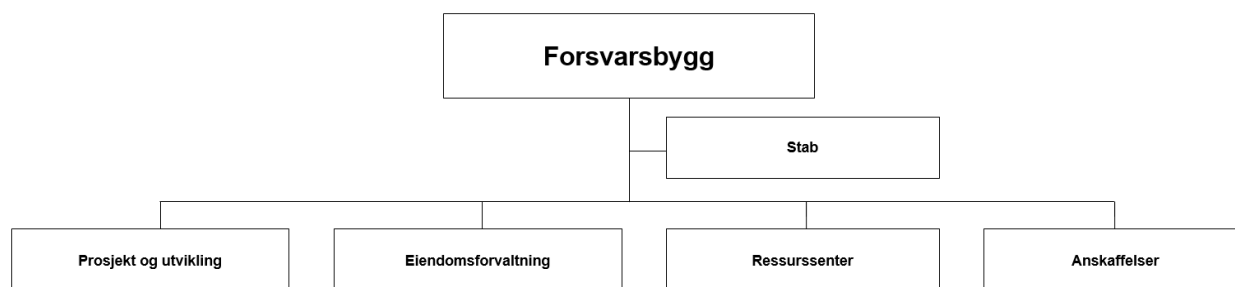 Forsvarsbygg
Stab
Prosjekt og utvikling
Eiendomsforvaltning
Ressurssenter
Anskaffelser